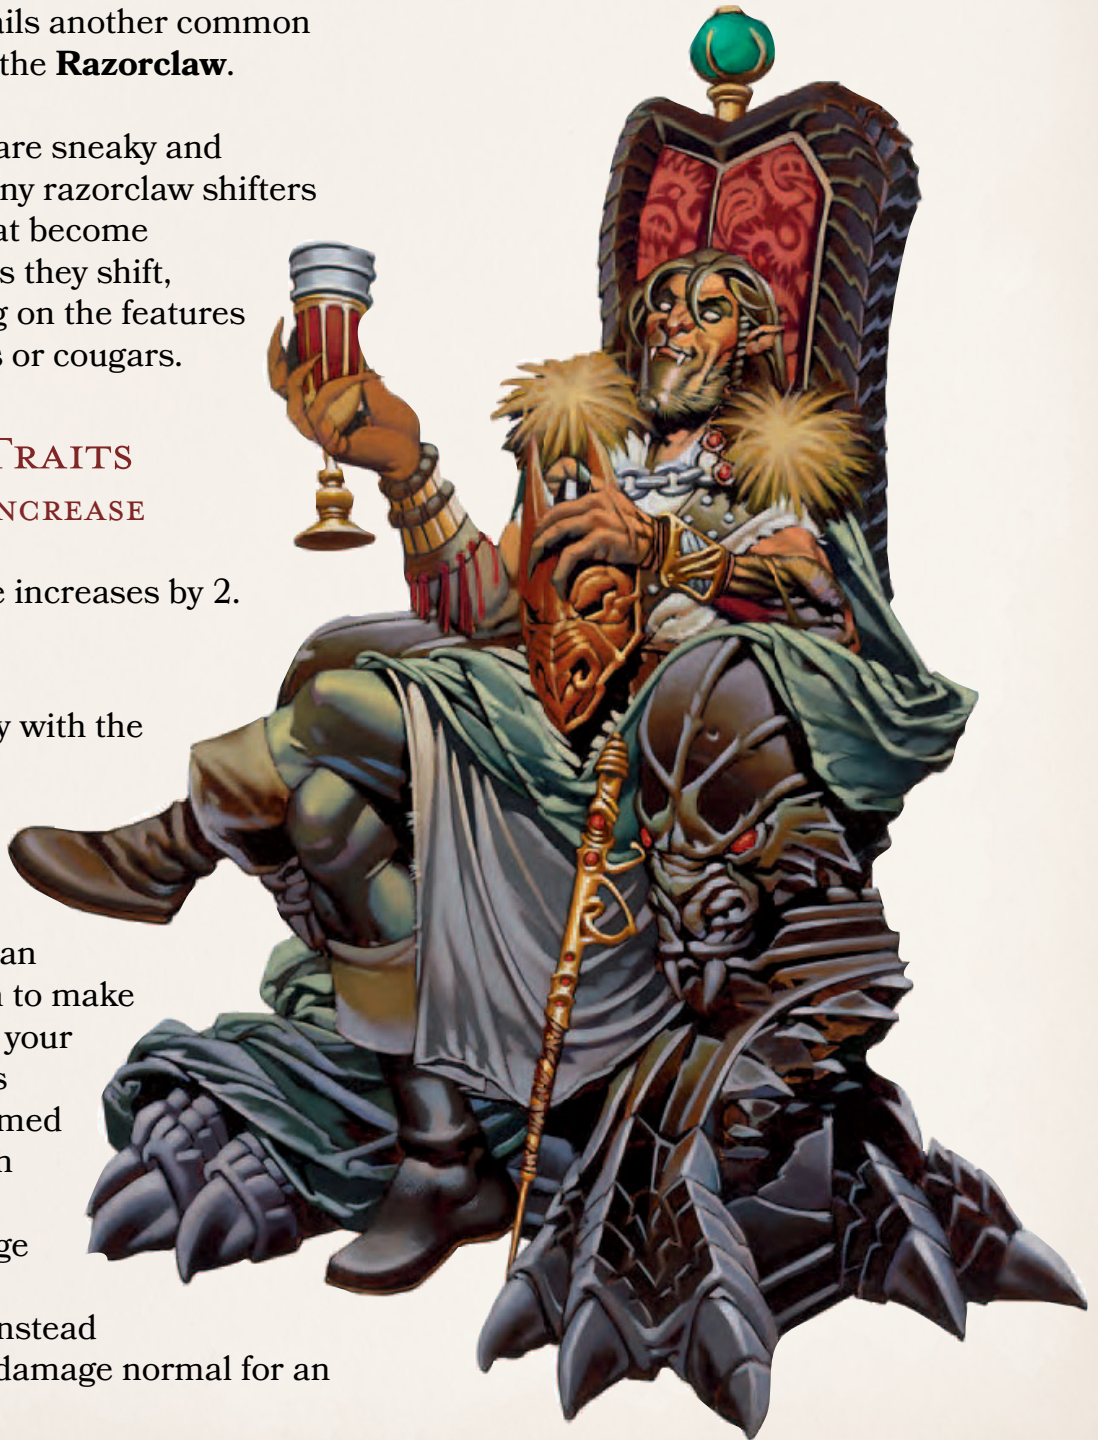 ails another common
the Razorclaw.
are sneaky and
ny razorclaw shifters
at become
s they shift,
g on the features
s or cougars.
TRAITS
NCREASE
e increases by 2.
y with the
an
n to make
your
s
med
n
ge
nstead
damage normal for an